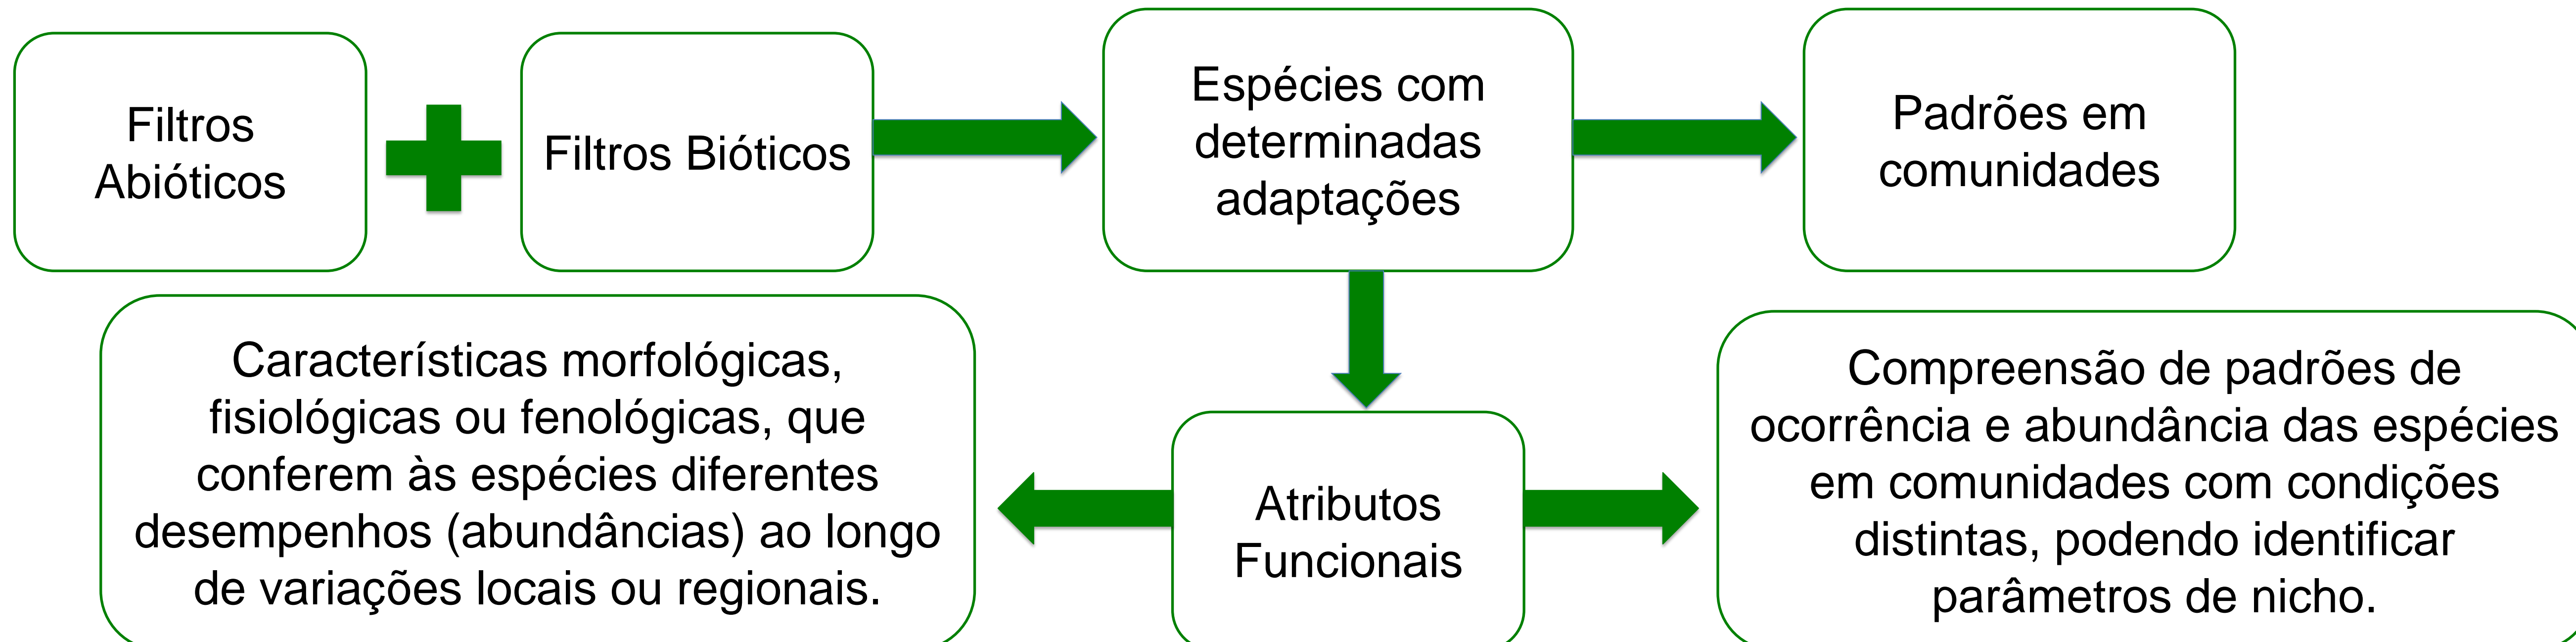 Filtros
Abióticos
Filtros Bióticos
Espécies com
determinadas
adaptações
Padrões em
comunidades
Características morfológicas,
fisiológicas ou fenológicas, que
conferem às espécies diferentes
desempenhos (abundâncias) ao longo
de variações locais ou regionais.
Atributos
Funcionais
Compreensão de padrões de
ocorrência e abundância das espécies
em comunidades com condições
distintas, podendo identificar
parâmetros de nicho.